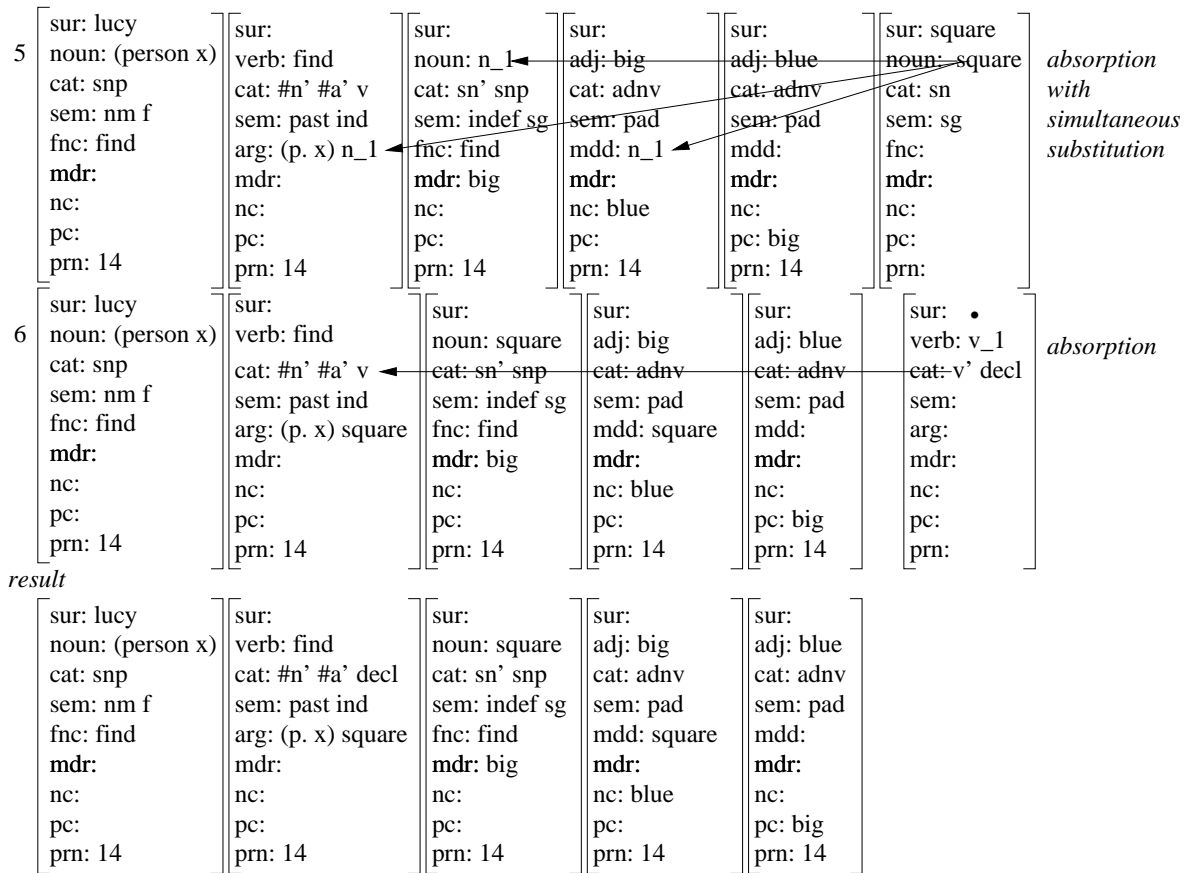 5
sur: lucy
noun: (person x)
cat: snp
sem: nm f
fnc: find
mdr:
nc:
pc:
prn: 14
sur:
verb: find
cat: #n’ #a’ v
sem: past ind
arg: (p. x) n_1
mdr:
nc:
pc:
prn: 14
sur:
noun: n_1
cat: sn’ snp
sem: indef sg
fnc: find
mdr: big
nc:
pc:
prn: 14
sur:
adj: big
cat: adnv
sem: pad
mdd: n_1
mdr:
nc: blue
pc:
prn: 14
sur:
adj: blue
cat: adnv
sem: pad
mdd:
mdr:
nc:
pc: big
prn: 14
sur: square
noun: square
cat: sn
sem: sg
fnc:
mdr:
nc:
pc:
prn:
absorption
with
simultaneous
substitution
6
sur: lucy
noun: (person x)
cat: snp
sem: nm f
fnc: find
mdr:
nc:
pc:
prn: 14
sur:
verb: find
cat: #n’ #a’ v
sem: past ind
arg: (p. x) square
mdr:
nc:
pc:
prn: 14
sur:
noun: square
cat: sn’ snp
sem: indef sg
fnc: find
mdr: big
nc:
pc:
prn: 14
sur:
adj: big
cat: adnv
sem: pad
mdd: square
mdr:
nc: blue
pc:
prn: 14
sur:
adj: blue
cat: adnv
sem: pad
mdd:
mdr:
nc:
pc: big
prn: 14
sur: •
verb: v_1
cat: v’ decl
sem:
arg:
mdr:
nc:
pc:
prn:
absorption
result
sur: lucy
noun: (person x)
cat: snp
sem: nm f
fnc: find
mdr:
nc:
pc:
prn: 14
sur:
verb: find
cat: #n’ #a’ decl
sem: past ind
arg: (p. x) square
mdr:
nc:
pc:
prn: 14
sur:
noun: square
cat: sn’ snp
sem: indef sg
fnc: find
mdr: big
nc:
pc:
prn: 14
sur:
adj: big
cat: adnv
sem: pad
mdd: square
mdr:
nc: blue
pc:
prn: 14
sur:
adj: blue
cat: adnv
sem: pad
mdd:
mdr:
nc:
pc: big
prn: 14